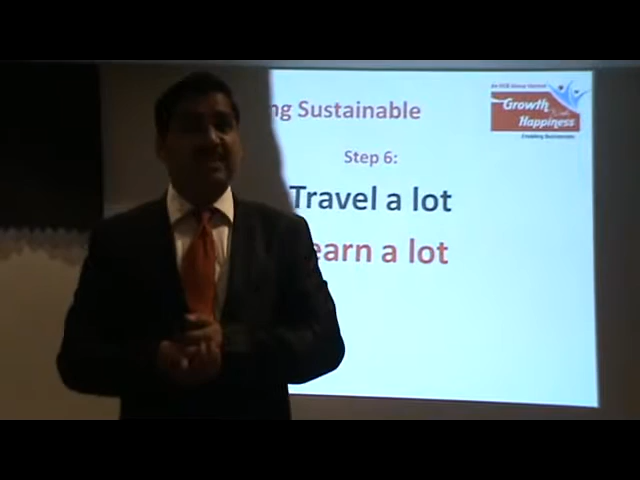 ng Sustainable
Step 6:
Travel a lot
earn a lot
Growth
Happiness